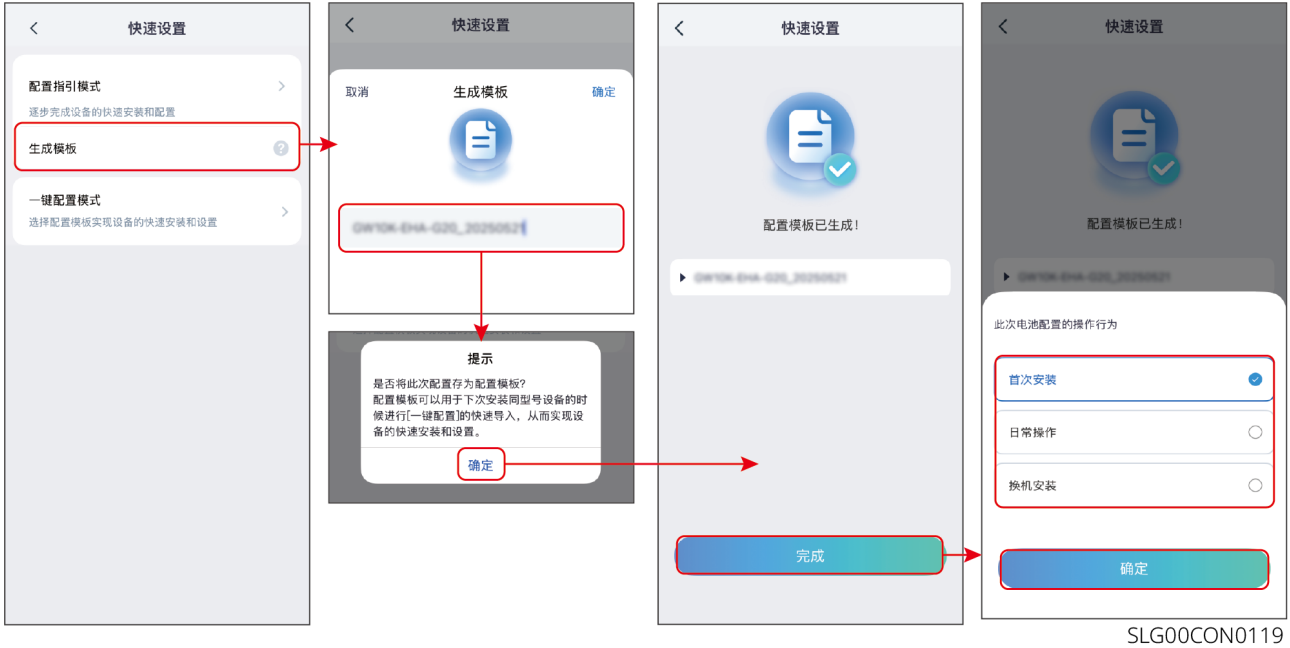 快速设置
配置指引模式
逐步完成设备的快速安装和配置
生成模板
一键配置模式
选择配置模板实现设备的快速安装和设置
快速设置
取消
生成模板
确定
GW10K-EHA-G20_20250521
提示
是否将此次配置存为配置模板?
配置模板可以用于下次安装同型号设备的时
候进行[一键配置]的快速导入，从而实现设
备的快速安装和设置。
确定
快速设置
配置模板已生成!
GW10K-EHA-G20_20250521
完成
快速设置
配置模板已生成!
GW10K-EHA-G20_20250521
此次电池配置的操作行为
首次安装
日常操作
换机安装
确定
SLG00CON0119